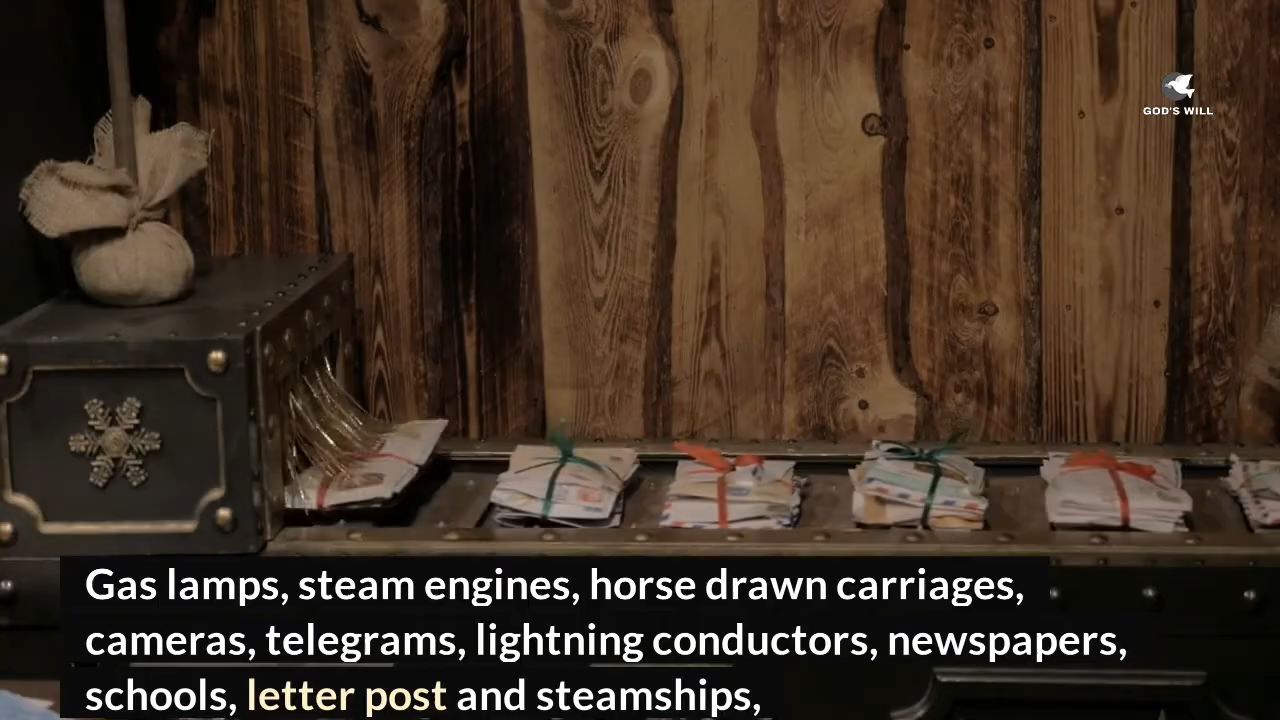 GOD'S WILL
Gas lamps, steam engines, horse drawn carriages,
cameras, telegrams, lightning conductors, newspapers,
schools, letter post and steamships,